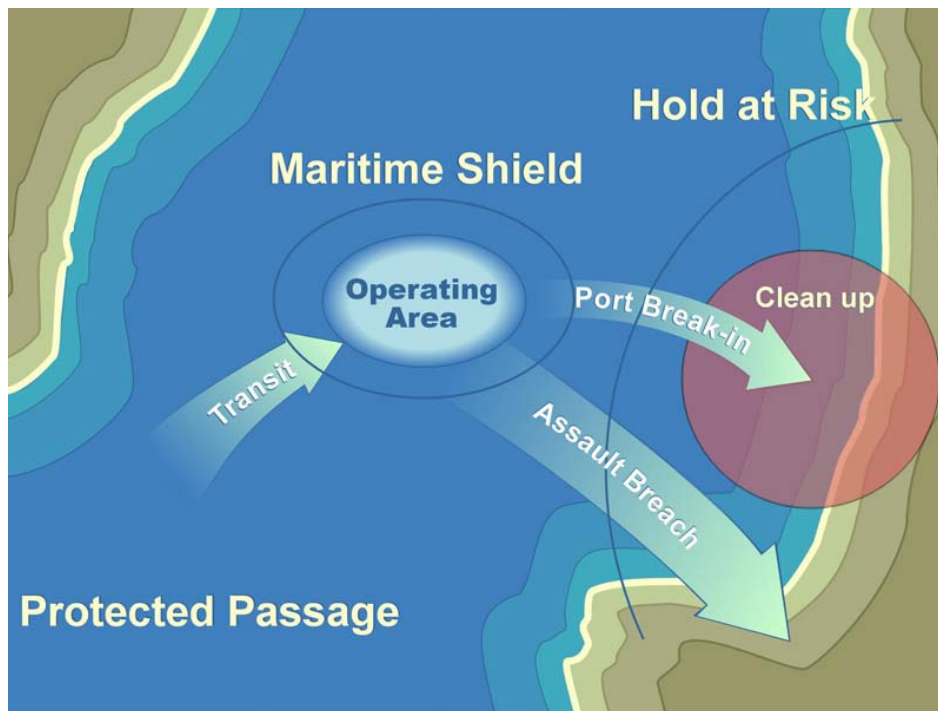 Hold at Risk
Maritime Shield
Operating
Area
Port Break-in
Clean up
Transit
Assault Breach
Protected Passage